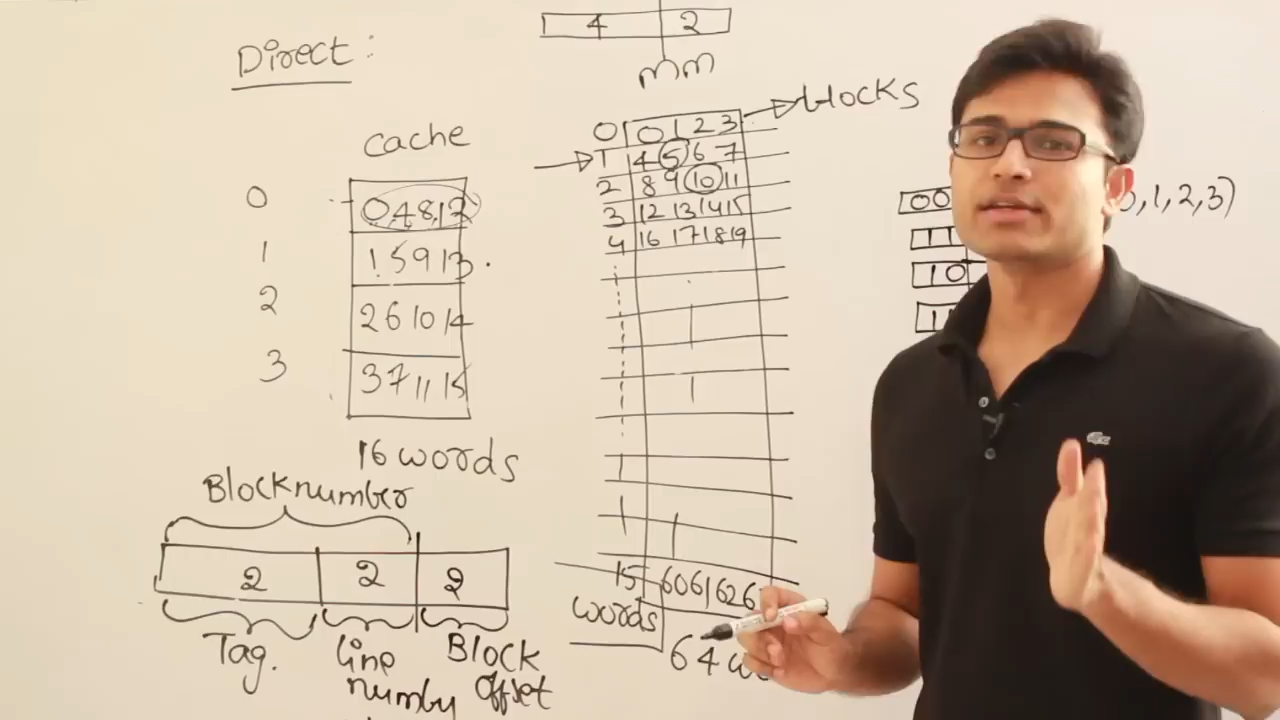 4 2
Direct:
mm
blocks
cache
0 0 1 2 3
1 4 5 6 7
2 8 9 10 11
3 12 13 14 15
4 16 17 18 19
0 0,4 8,12
1 1 5 9 13
2 2 6 10 14
3 3 7 11 15
00 0,1,2,3)
11
10
16 words
Blocknumber
15 60 61 62 6
words
64 w
2 2 2
Tag. line number Block offset